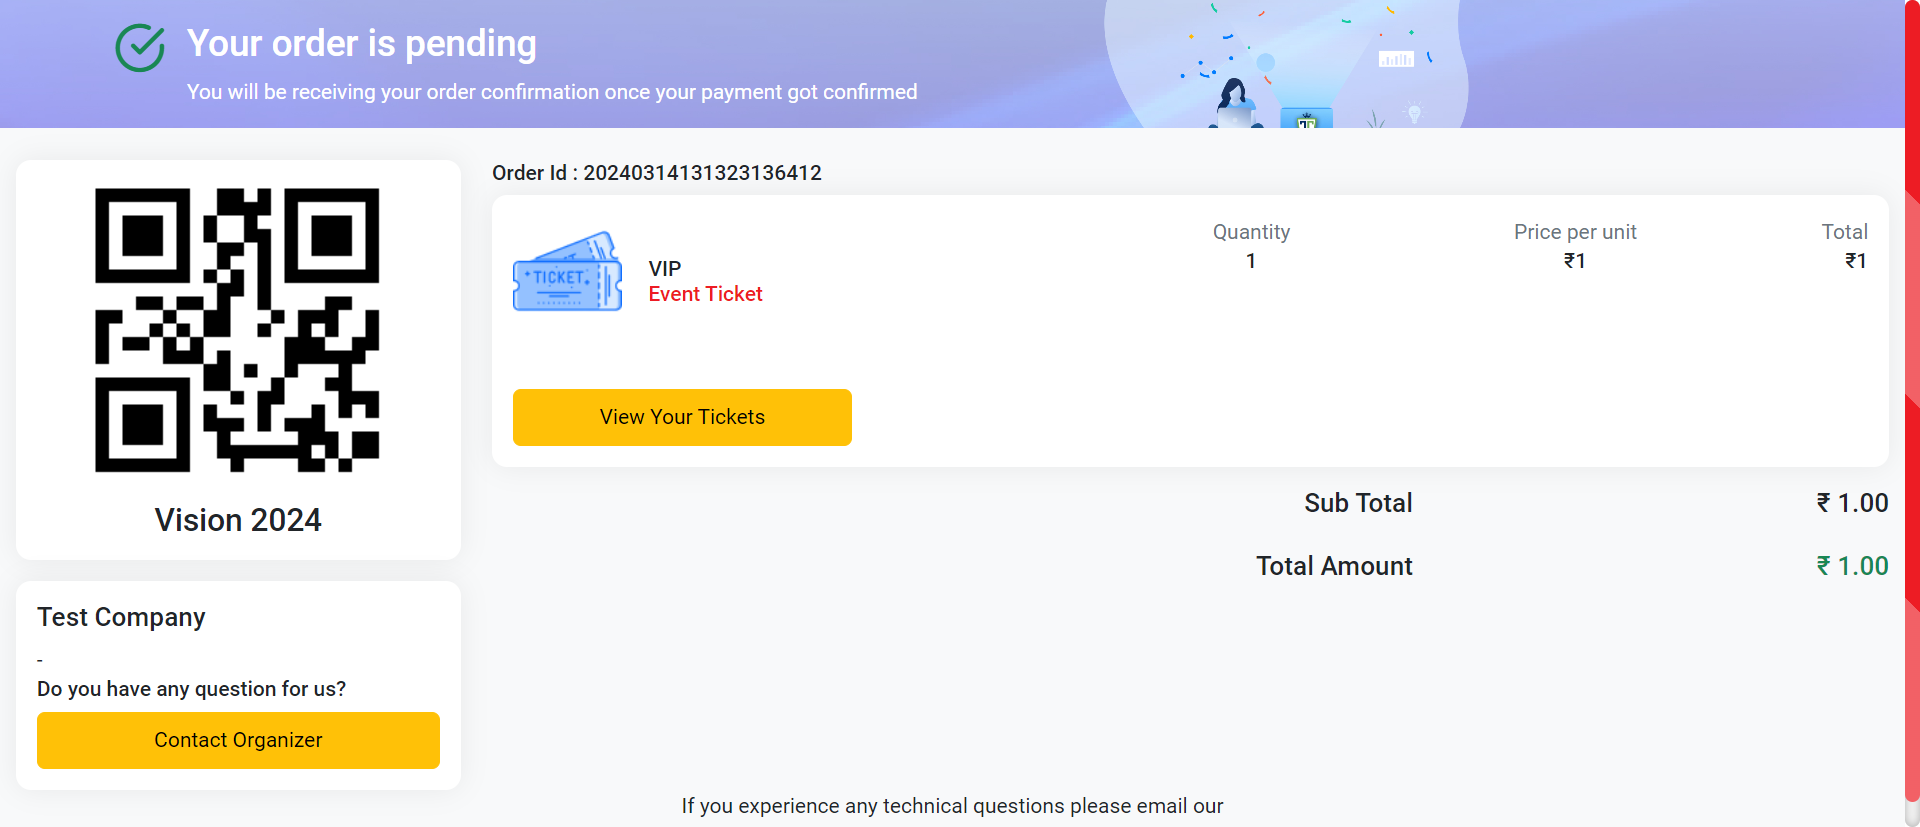 Your order is pending
You will be receiving your order confirmation once your payment got confirmed
Vision 2024
Test Company
-
Do you have any question for us?
Contact Organizer
Order Id : 20240314131323136412
TICKET
VIP
Event Ticket
Quantity
1
Price per unit
₹1
Total
₹1
View Your Tickets
Sub Total ₹ 1.00
Total Amount ₹ 1.00
If you experience any technical questions please email our